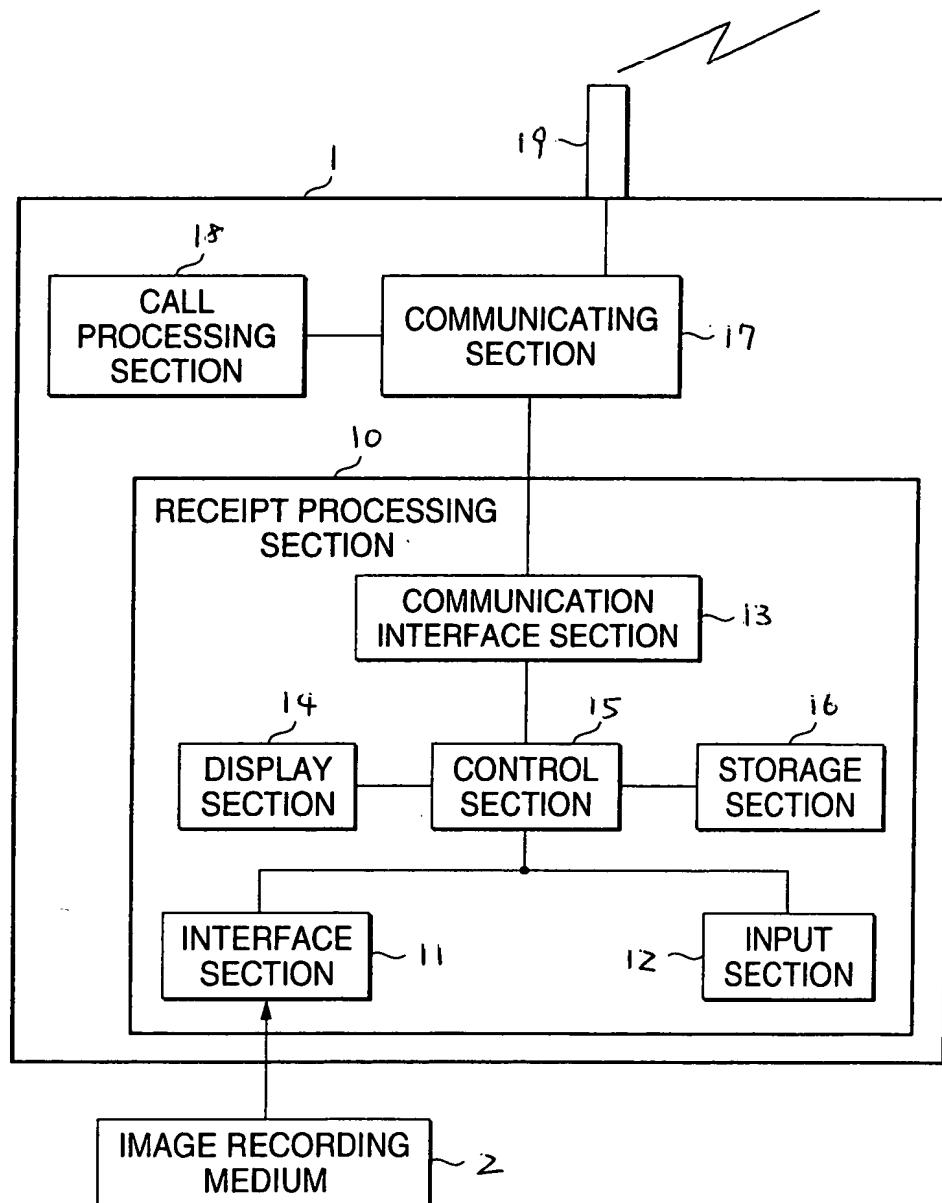 19
1
18
CALL
PROCESSING
SECTION
COMMUNICATING
SECTION
17
10
RECEIPT PROCESSING
SECTION
COMMUNICATION
INTERFACE SECTION
13
14
15
16
DISPLAY
SECTION
CONTROL
SECTION
STORAGE
SECTION
INTERFACE
SECTION
11
12
INPUT
SECTION
IMAGE RECORDING
MEDIUM
2